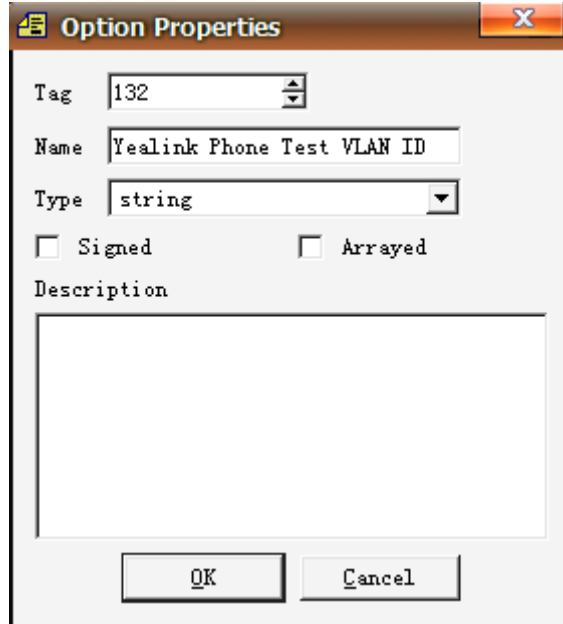 Option Properties
Tag 132
Name Yealink Phone Test VLAN ID
Type string
Signed Arrayed
Description
OK Cancel